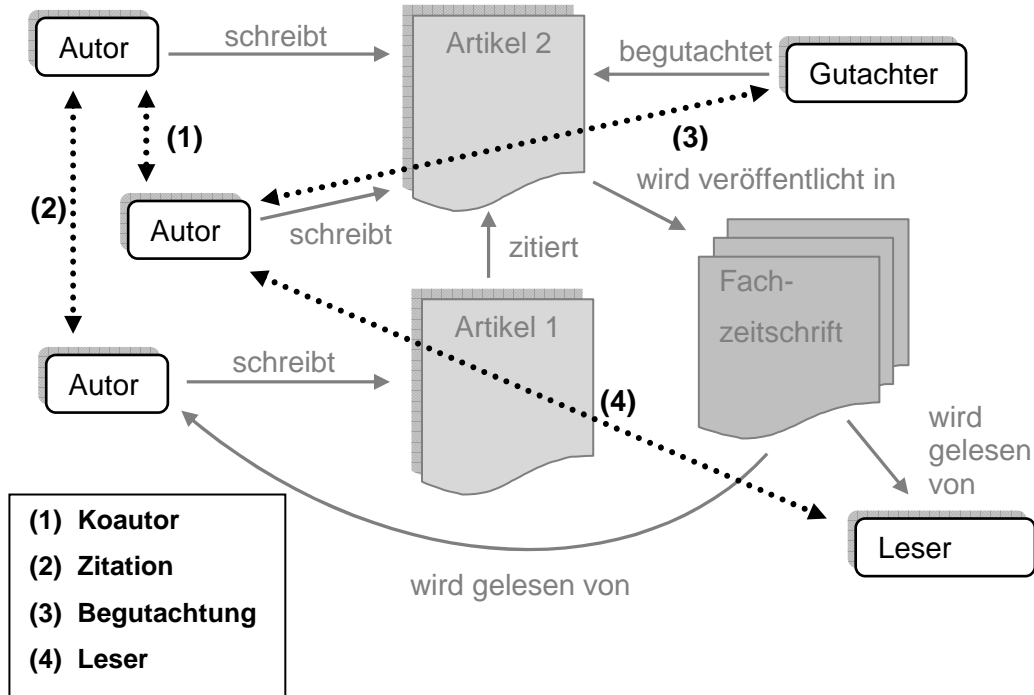 Autor
schreibt
Artikel 2
begutachtet
Gutachter
(1)
(3)
(2)
wird veröffentlicht in
Autor
schreibt
zitiert
Fach-
zeitschrift
Artikel 1
Autor
schreibt
(4)
wird
gelesen
von
Leser
wird gelesen von
(1) Koautor
(2) Zitation
(3) Begutachtung
(4) Leser